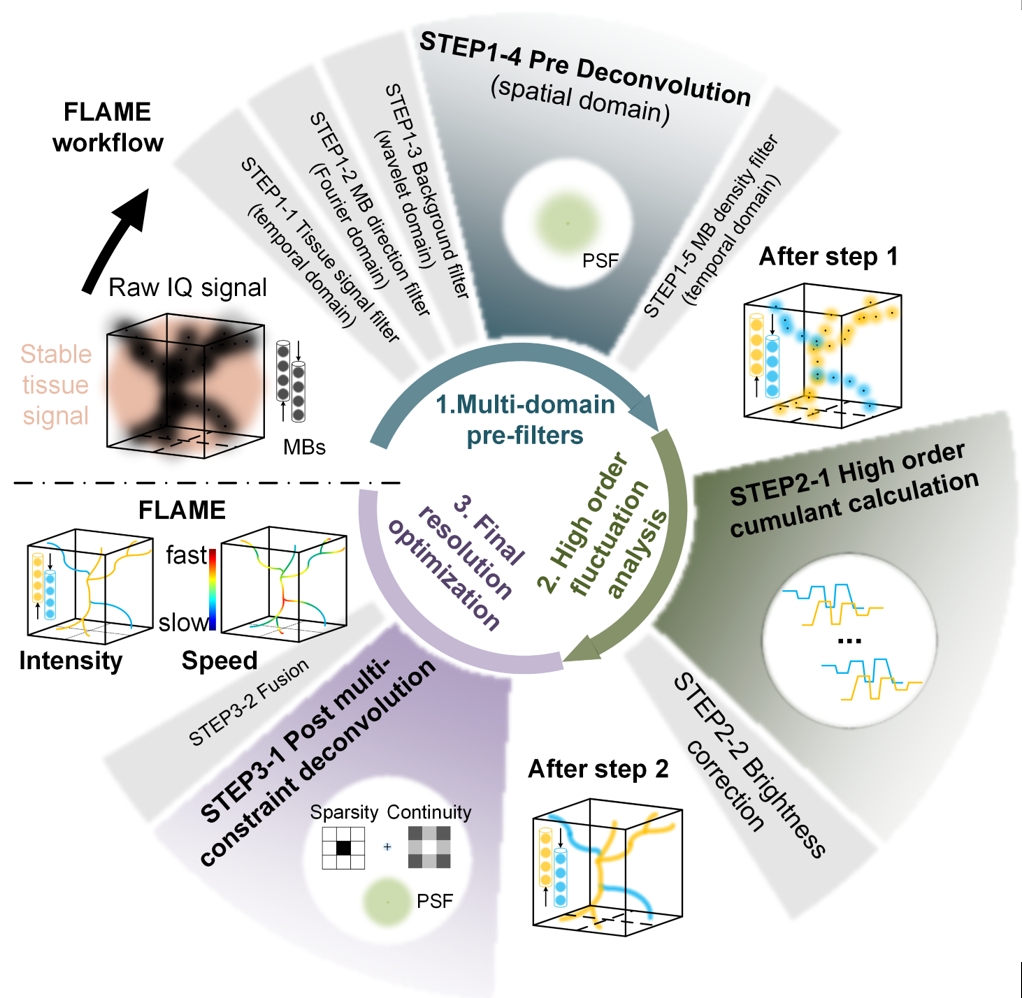 FLAME
workflow
STEP1-1 Tissue signal filter
(temporal domain)
STEP1-2 MB direction filter
(Fourier domain)
STEP1-3 Background filter
(wavelet domain)
STEP1-4 Pre Deconvolution
(spatial domain)
PSF
STEP1-5 MB density filter
(temporal domain)
Raw IQ signal
Stable
tissue
signal
MBs
After step 1
1.Multi-domain
pre-filters
2. High order
fluctuation
analysis
3. Final
resolution
optimization
STEP2-1 High order
cumulant calculation
...
STEP2-2 Brightness
correction
After step 2
STEP3-1 Post multi-
constraint deconvolution
Sparsity
Continuity
+
PSF
STEP3-2 Fusion
FLAME
fast
slow
Intensity
Speed